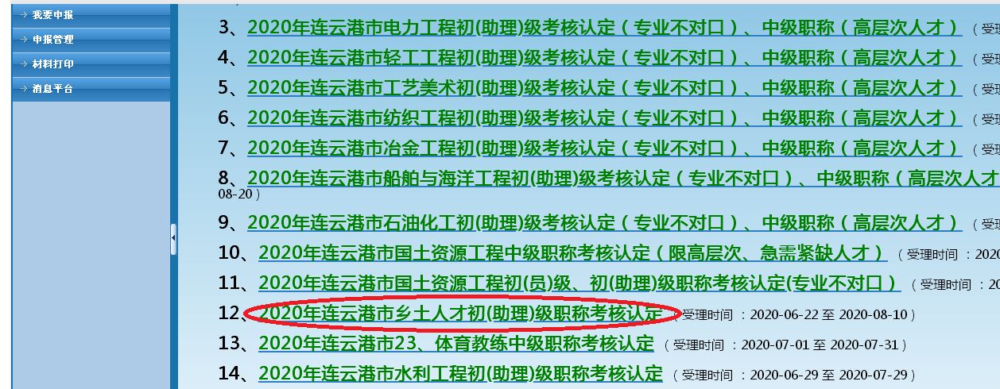 我要申报
申报管理
材料打印
消息平台
3、2020年连云港市电力工程初(助理)级考核认定（专业不对口）、中级职称（高层次人才）（受理
4、2020年连云港市轻工工程初(助理)级考核认定（专业不对口）、中级职称（高层次人才）（受理
5、2020年连云港市工艺美术初(助理)级考核认定（专业不对口）、中级职称（高层次人才）（受理
6、2020年连云港市纺织工程初(助理)级考核认定（专业不对口）、中级职称（高层次人才）（受理
7、2020年连云港市冶金工程初(助理)级考核认定（专业不对口）、中级职称（高层次人才）（受理
8、2020年连云港市船舶与海洋工程初(助理)级考核认定（专业不对口）、中级职称（高层次人才
08-20）
9、2020年连云港市石油化工初(助理)级考核认定（专业不对口）、中级职称（高层次人才）（受理
10、2020年连云港市国土资源工程中级职称考核认定（限高层次、急需紧缺人才）（受理时间 ：202
11、2020年连云港市国土资源工程初(员)级、初(助理)级职称考核认定(专业不对口）（受理时间 ：20
12、2020年连云港市乡土人才初(助理)级职称考核认定（受理时间 ：2020-06-22 至 2020-08-10）
13、2020年连云港市23、体育教练中级职称考核认定（受理时间 ：2020-07-01 至 2020-07-31）
14、2020年连云港市水利工程初(助理)级职称考核认定（受理时间 ：2020-06-29 至 2020-07-29）